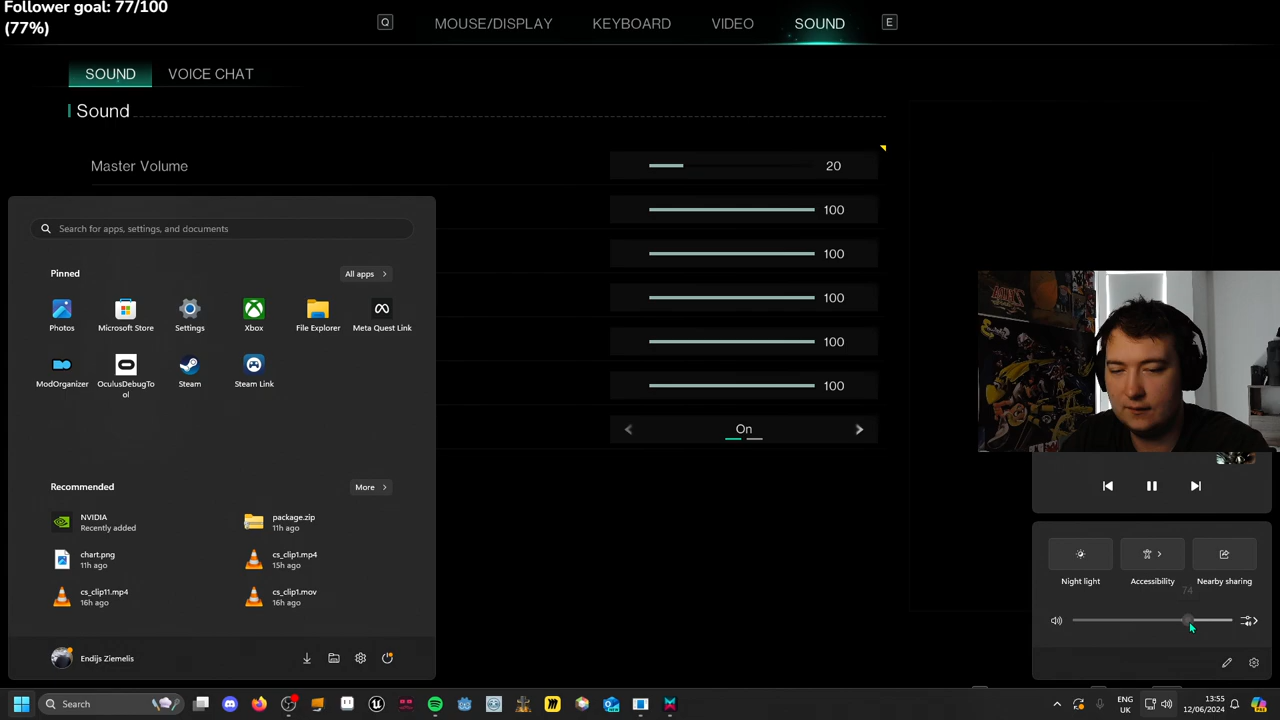 Follower goal: 77/100
(77%)
Q
MOUSE/DISPLAY
KEYBOARD
VIDEO
SOUND
E
SOUND
VOICE CHAT
Sound
Master Volume
20
100
100
100
100
100
On
Search for apps, settings, and documents
Pinned
All apps
Photos
Microsoft Store
Settings
Xbox
File Explorer
Meta Quest Link
ModOrganizer
OculusDebugTo
ol
Steam
Steam Link
Recommended
More
NVIDIA
Recently added
package.zip
11h ago
chart.png
11h ago
cs_clip1.mp4
15h ago
cs_clip11.mp4
16h ago
cs_clip1.mov
16h ago
Endijs Ziemelis
Night light
Accessibility
Nearby sharing
74
Search
ENG
UK
13:55
12/06/2024